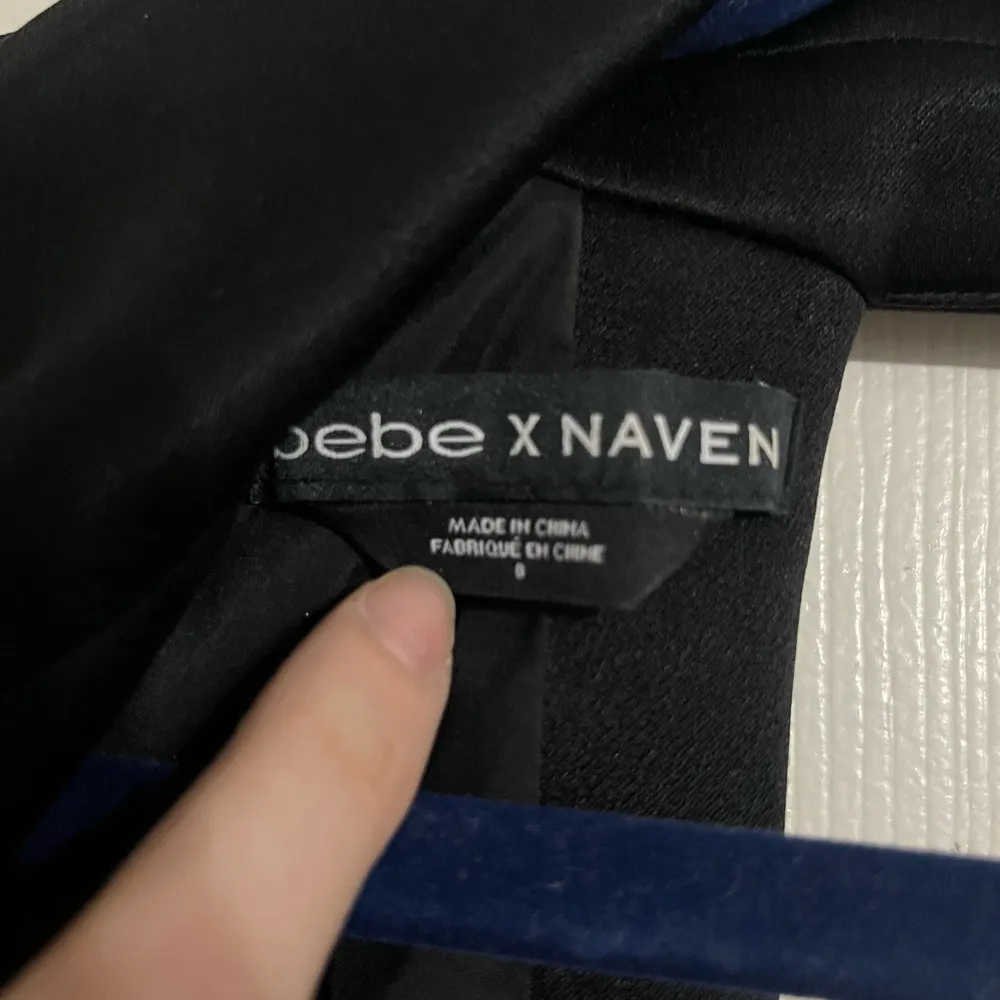 bebe X NAVEN
MADE IN CHINA
FABRIQUÉ EN CHINE